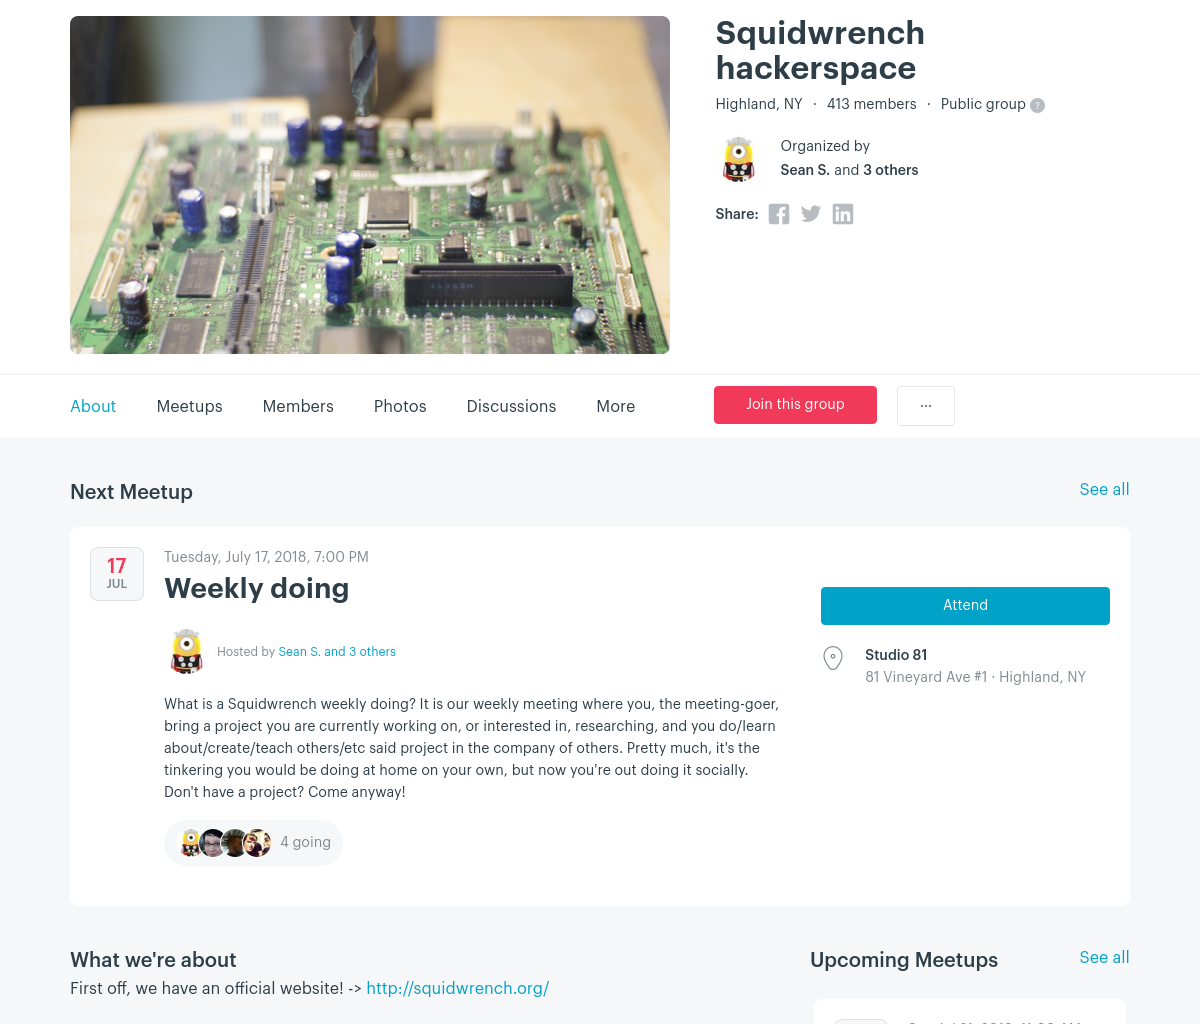 Squidwrench
hackerspace
Highland, NY · 413 members · Public group ?
Organized by
Sean S. and 3 others
Share:
About Meetups Members Photos Discussions More
Join this group
...
Next Meetup
See all
17
JUL
Tuesday, July 17, 2018, 7:00 PM
Weekly doing
Hosted by Sean S. and 3 others
What is a Squidwrench weekly doing? It is our weekly meeting where you, the meeting-goer,
bring a project you are currently working on, or interested in, researching, and you do/learn
about/create/teach others/etc said project in the company of others. Pretty much, it's the
tinkering you would be doing at home on your own, but now you're out doing it socially.
Don't have a project? Come anyway!
4 going
Attend
Studio 81
81 Vineyard Ave #1 · Highland, NY
What we're about
First off, we have an official website! -> http://squidwrench.org/
Upcoming Meetups
See all